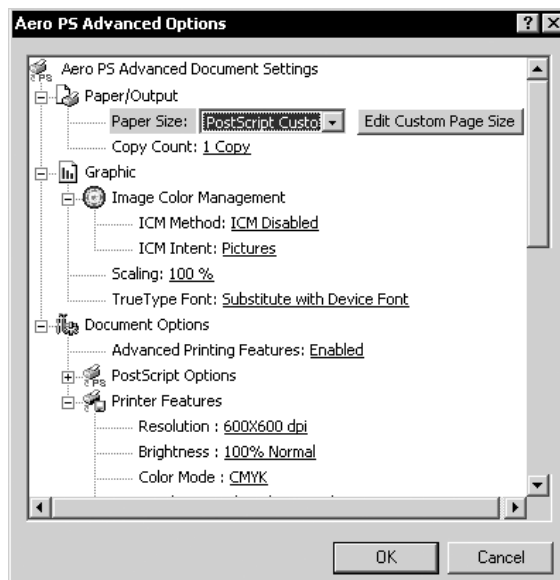 Aero PS Advanced Options
Aero PS Advanced Document Settings
Paper/Output
Paper Size: PostScript Custo Edit Custom Page Size
Copy Count: 1 Copy
Graphic
Image Color Management
ICM Method: ICM Disabled
ICM Intent: Pictures
Scaling: 100 %
TrueType Font: Substitute with Device Font
Document Options
Advanced Printing Features: Enabled
PostScript Options
Printer Features
Resolution : 600X600 dpi
Brightness : 100% Normal
Color Mode : CMYK
OK Cancel